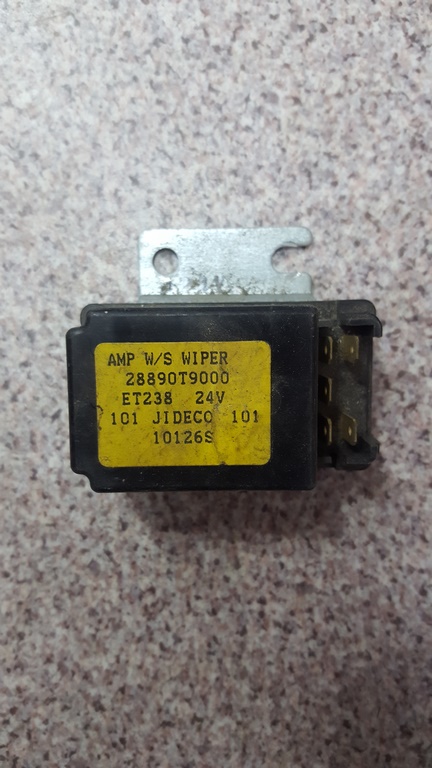 AMP W/S WIPER
28890T9000
ET238 24V
101 JIDECO 101
10126S